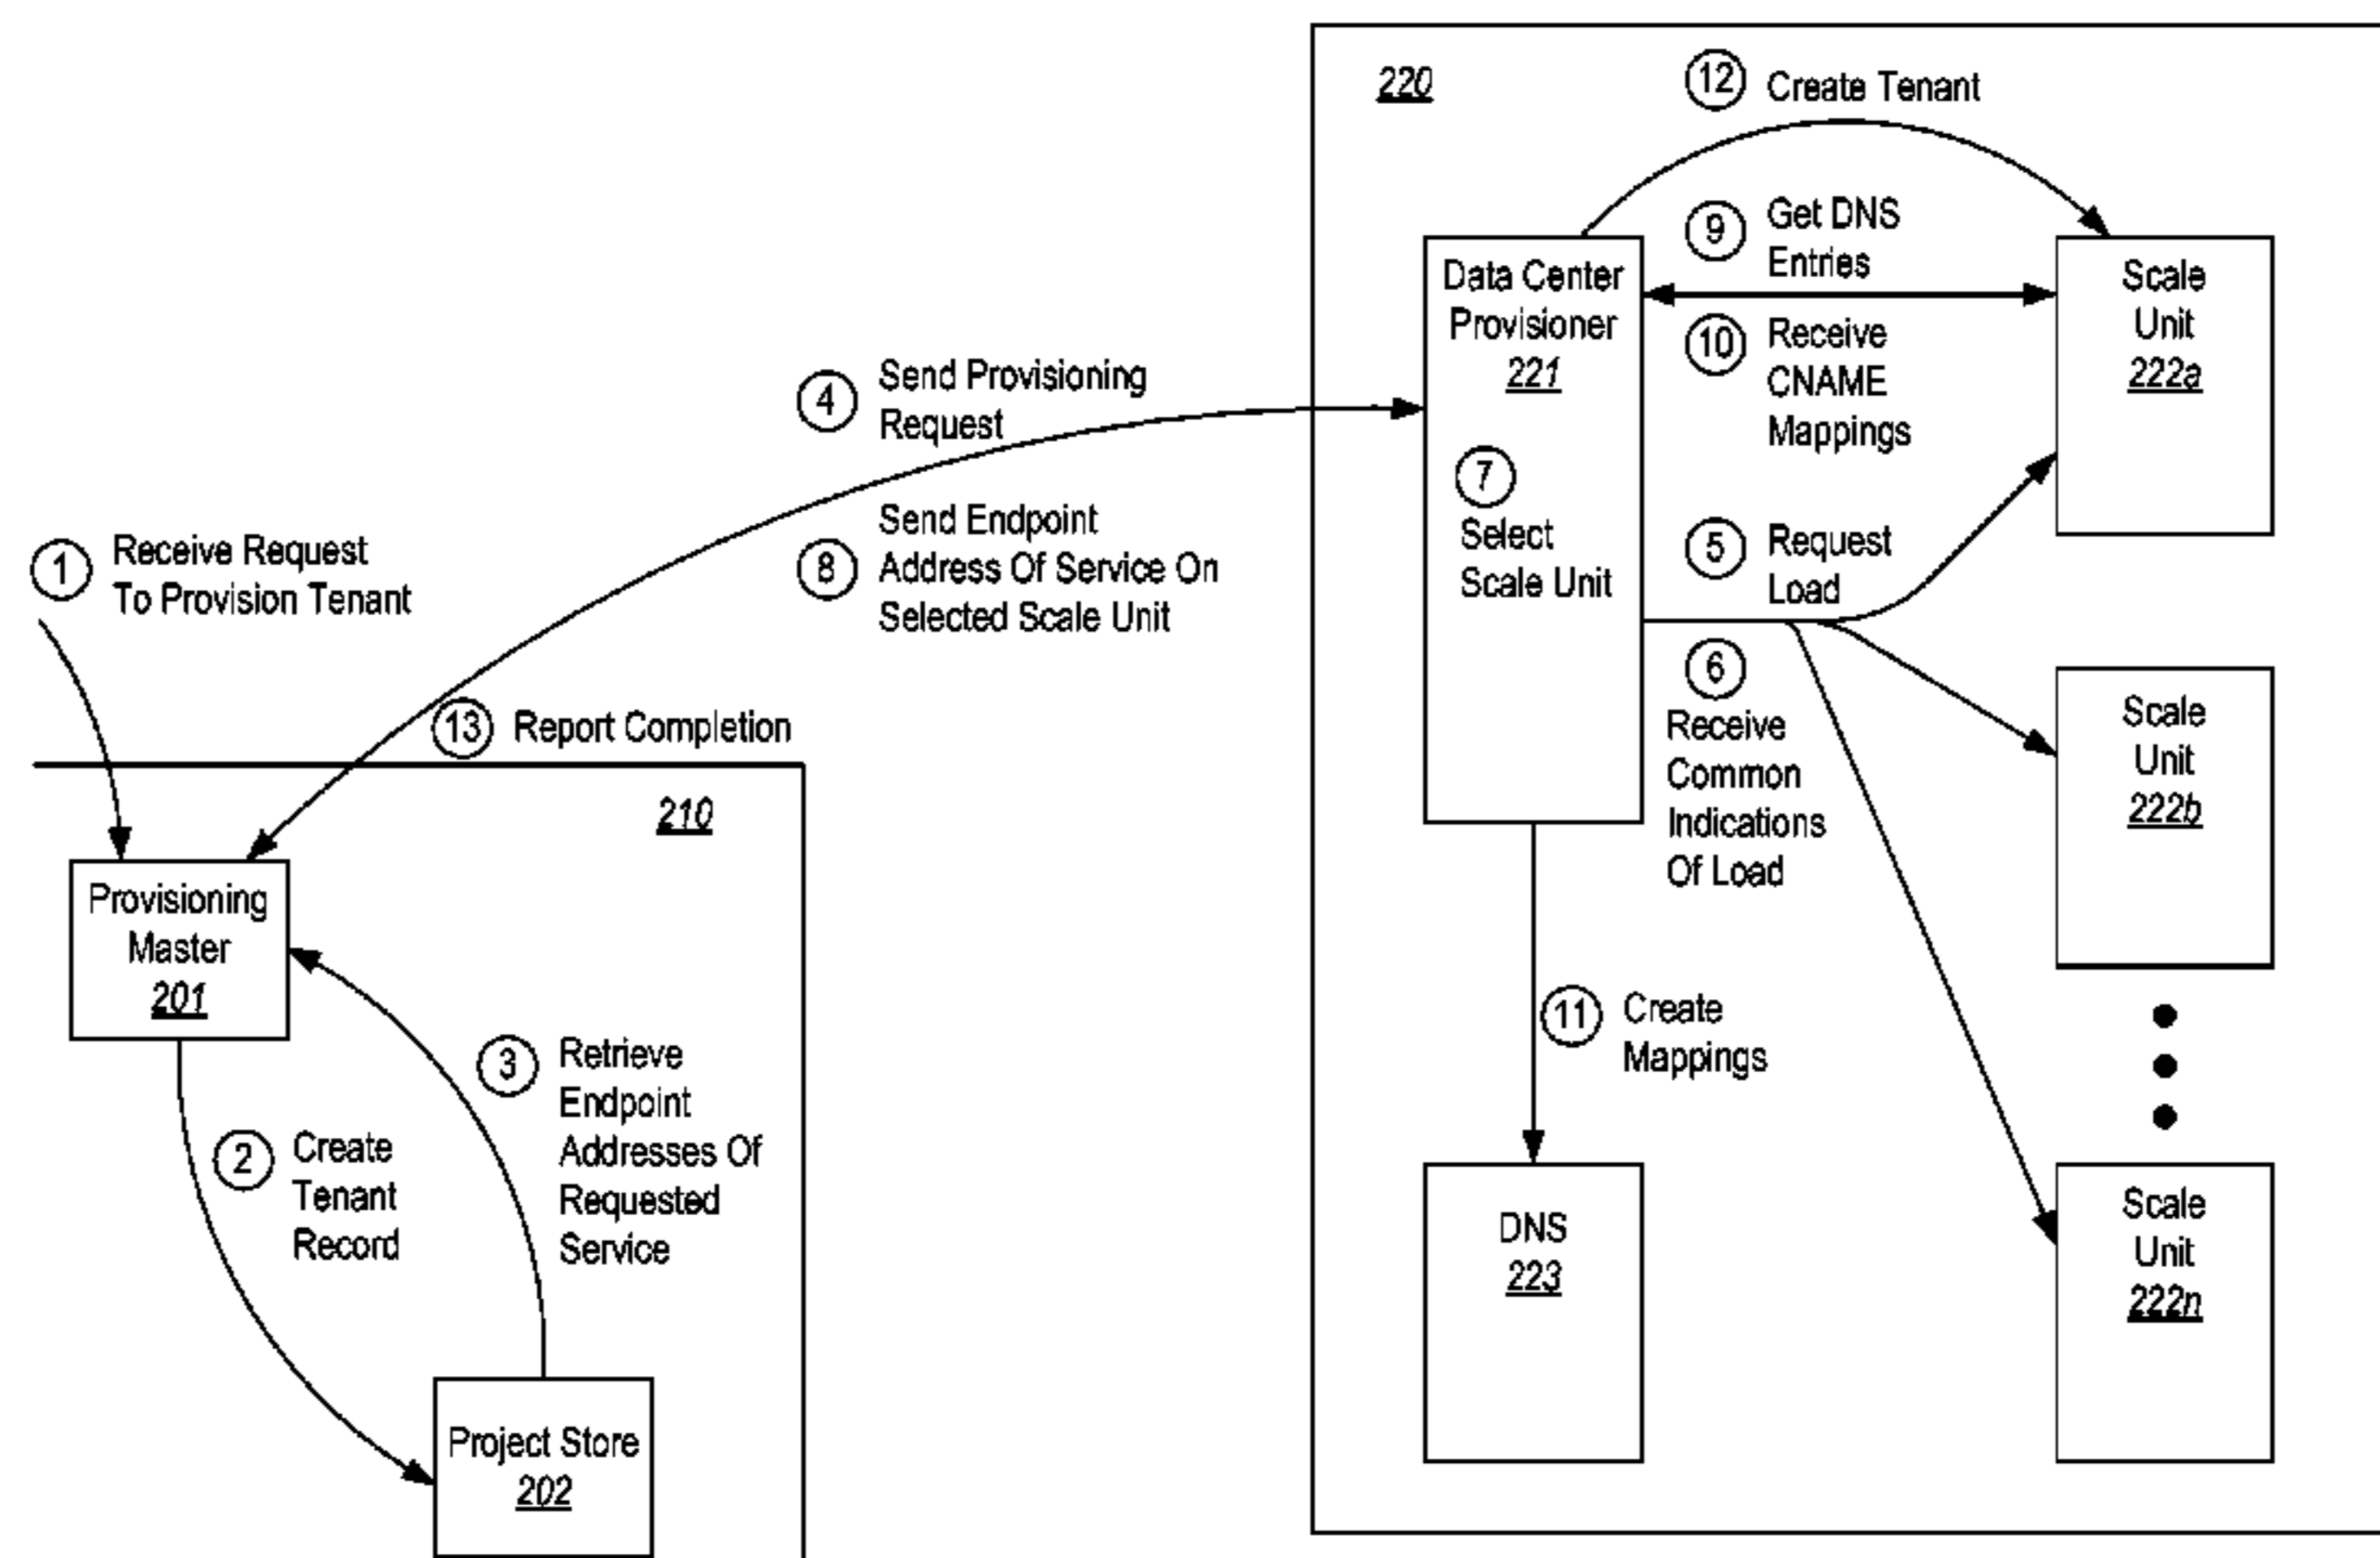 220
12
Create Tenant
9
Get DNS
Entries
Data Center
Provisioner
221
10
Receive
CNAME
Mappings
Scale
Unit
222a
4
Send Provisioning
Request
7
Select
Scale Unit
5
Request
Load
8
Send Endpoint
Address Of Service On
Selected Scale Unit
1
Receive Request
To Provision Tenant
6
Receive
Common
Indications
Of Load
Scale
Unit
222b
13
Report Completion
210
Provisioning
Master
201
3
Retrieve
Endpoint
Addresses Of
Requested
Service
2
Create
Tenant
Record
11
Create
Mappings
DNS
223
Scale
Unit
222n
Project Store
202